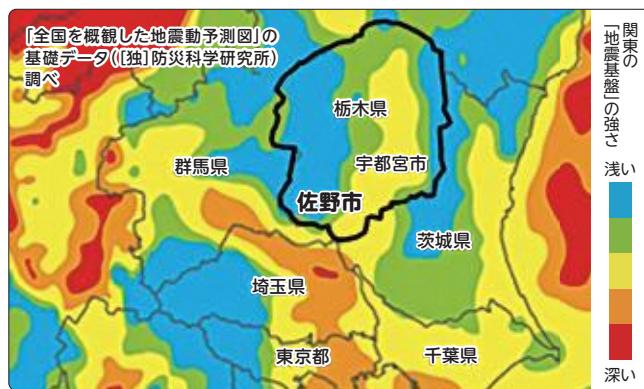 「全国を概観した地震動予測図」の
基礎データ([独]防災科学研究所)
調べ
栃木県
群馬県
宇都宮市
佐野市
茨城県
埼玉県
東京都
千葉県
関東の
「地震基盤」の強さ
浅い
深い